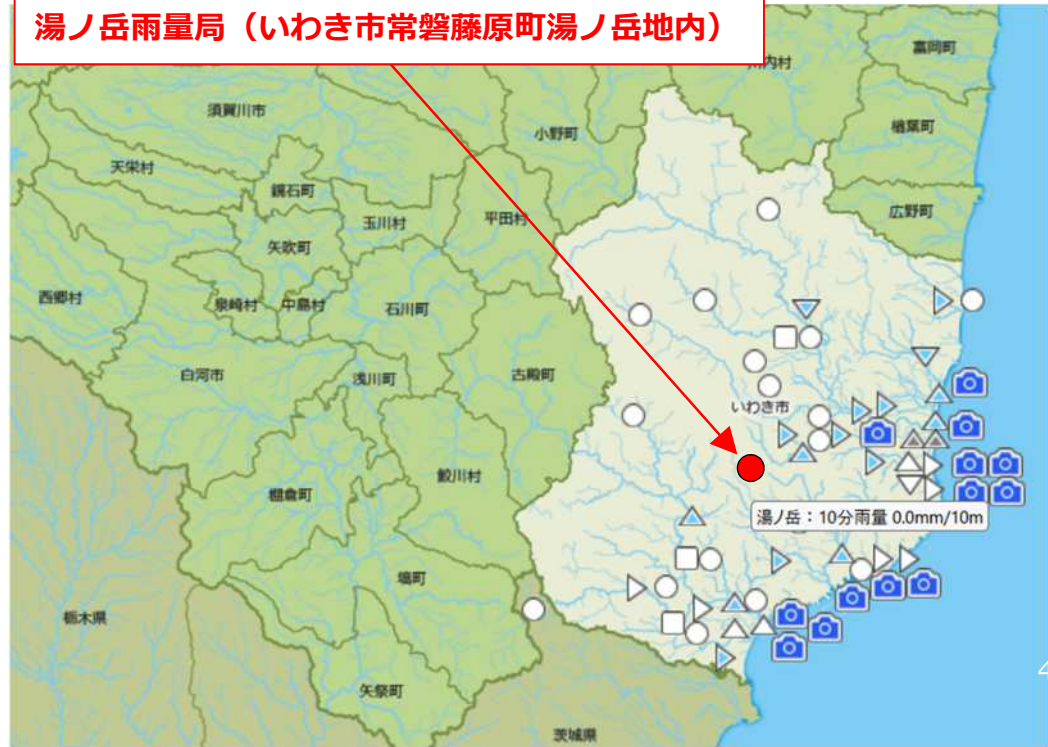 湯ノ岳雨量局（いわき市常磐藤原町湯ノ岳地内）
富岡町
川内村
須賀川市
小野町
楢葉町
天栄村
鏡石町
玉川村
平田村
広野町
矢吹町
西郷村
泉崎村
中島村
石川町
白河市
浅川町
古殿町
いわき市
鮫川村
棚倉町
湯ノ岳：10分雨量 0.0mm/10m
塙町
栃木県
矢祭町
茨城県